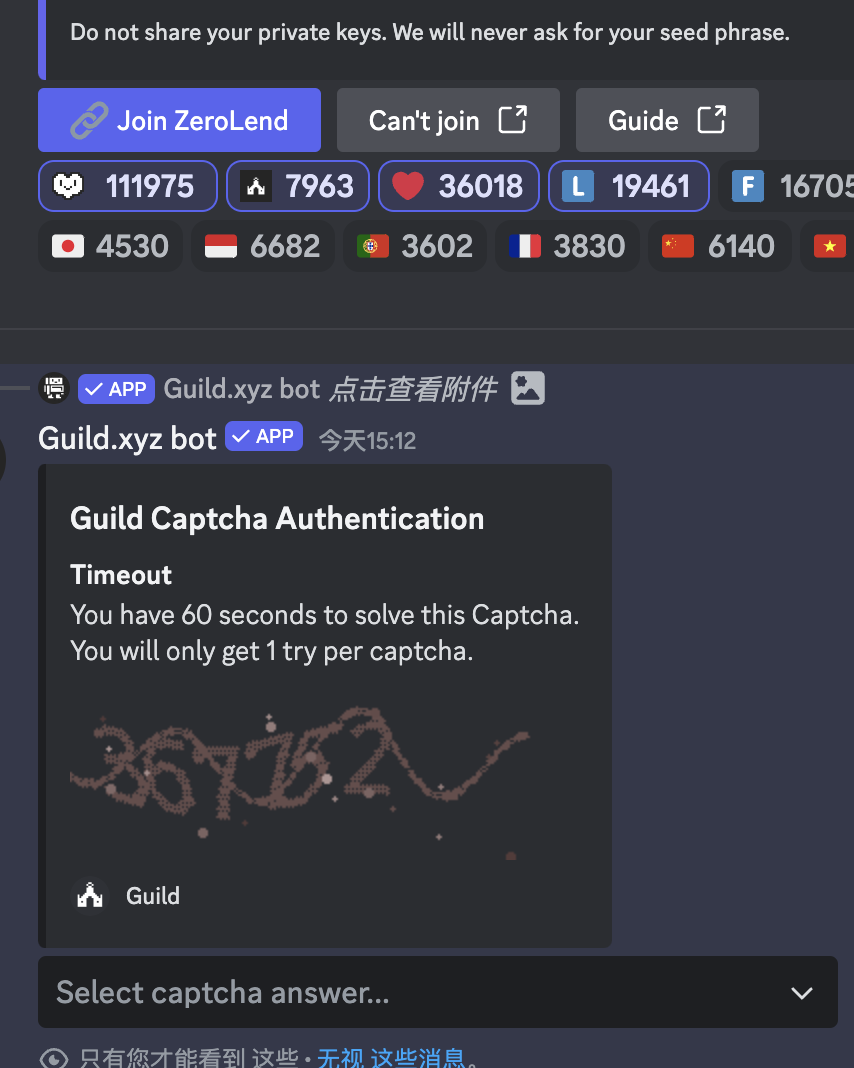 Do not share your private keys. We will never ask for your seed phrase.
Join ZeroLend Can't join Guide
111975 7963 36018 L 19461 F 16705
4530 6682 3602 3830 6140
APP Guild.xyz bot 点击查看附件
Guild.xyz bot APP 今天15:12
Guild Captcha Authentication
Timeout
You have 60 seconds to solve this Captcha.
You will only get 1 try per captcha.
Guild
Select captcha answer...
只有您才能看到 这些 • 无视 这些消息。